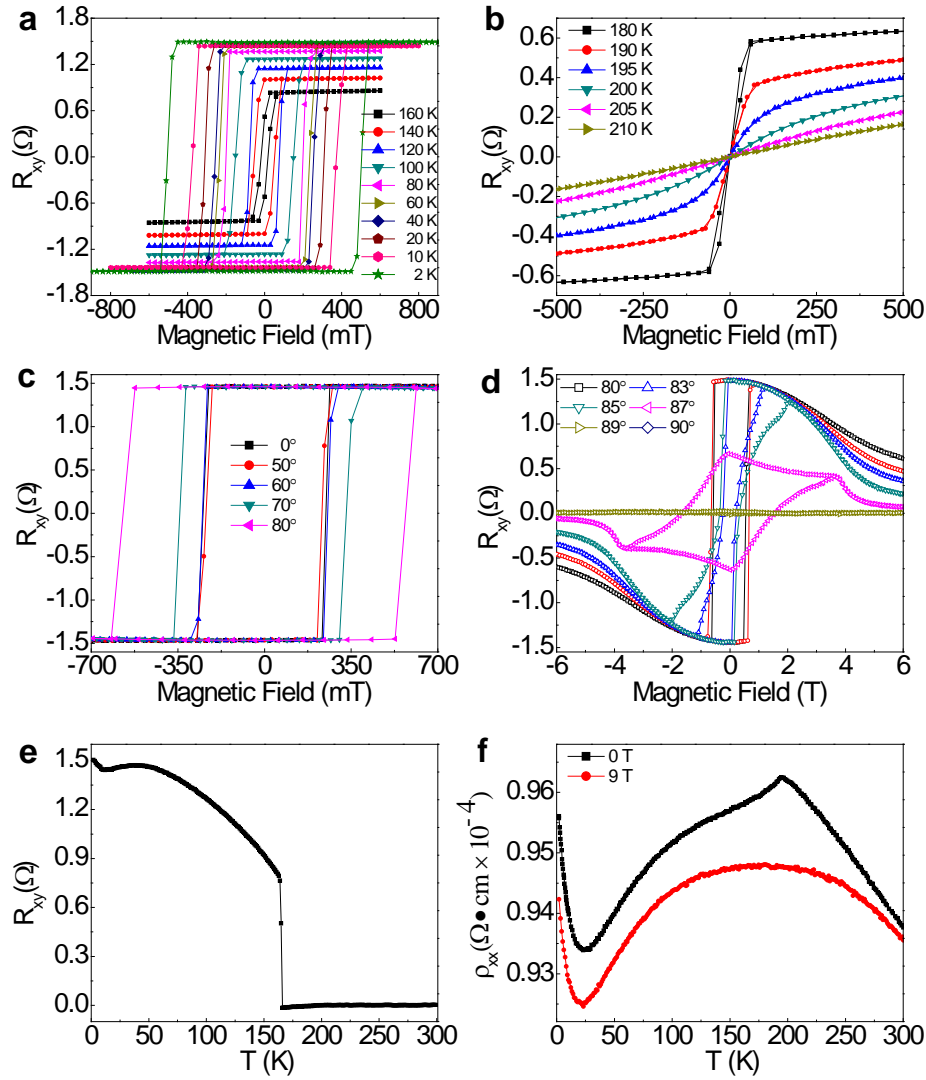 a
R_xy(Ω)
1.8
1.2
0.6
0.0
-0.6
-1.2
-1.8
160 K
140 K
120 K
100 K
80 K
60 K
40 K
20 K
10 K
2 K
-800 -400 0 400 800
Magnetic Field (mT)
b
R_xy(Ω)
0.6
0.4
0.2
0.0
-0.2
-0.4
-0.6
180 K
190 K
195 K
200 K
205 K
210 K
-500 -250 0 250 500
Magnetic Field (mT)
c
R_xy(Ω)
1.5
1.0
0.5
0.0
-0.5
-1.0
-1.5
0°
50°
60°
70°
80°
-700 -350 0 350 700
Magnetic Field (mT)
d
R_xy(Ω)
1.5
1.0
0.5
0.0
-0.5
-1.0
-1.5
80° 83°
85° 87°
89° 90°
-6 -4 -2 0 2 4 6
Magnetic Field (T)
e
R_xy(Ω)
1.5
1.2
0.9
0.6
0.3
0.0
0 50 100 150 200 250 300
T (K)
f
ρ_xx(Ω•cm×10^-4)
0.96
0.95
0.94
0.93
0 T
9 T
0 50 100 150 200 250 300
T (K)